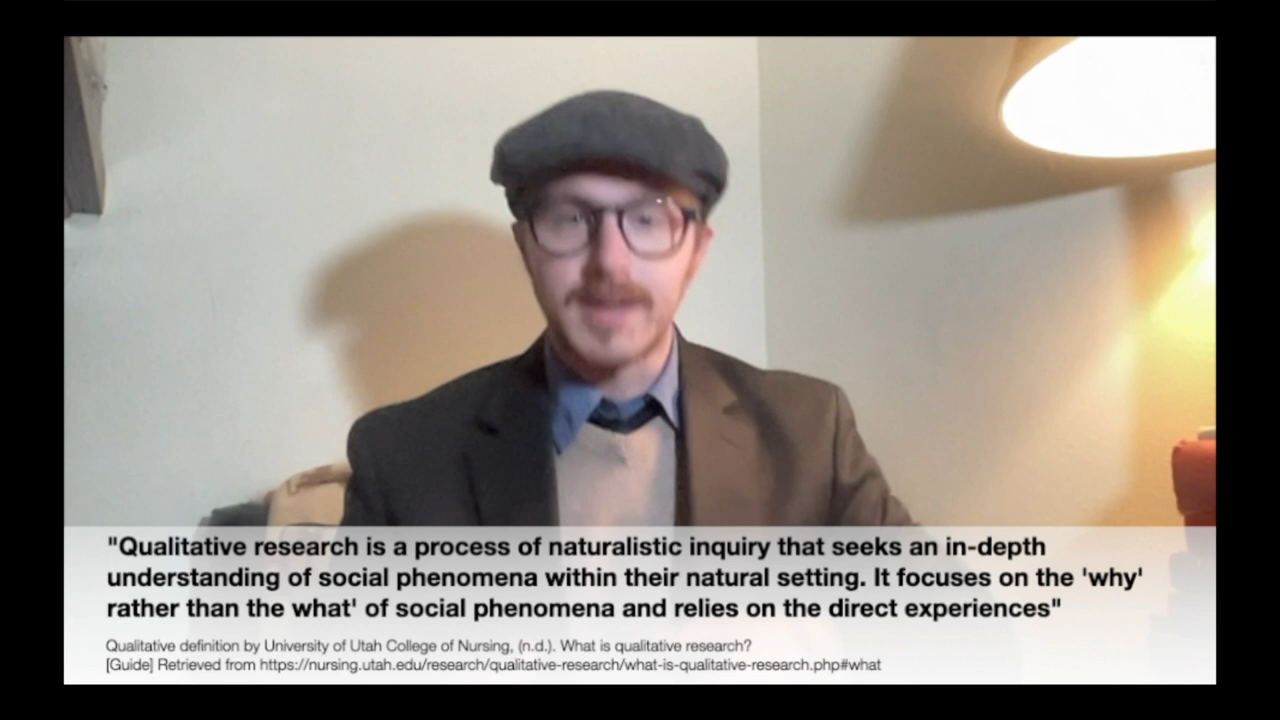 "Qualitative research is a process of naturalistic inquiry that seeks an in-depth
understanding of social phenomena within their natural setting. It focuses on the 'why'
rather than the what' of social phenomena and relies on the direct experiences"
Qualitative definition by University of Utah College of Nursing, (n.d.). What is qualitative research?
[Guide] Retrieved from https://nursing.utah.edu/research/qualitative-research/what-is-qualitative-research.php#what